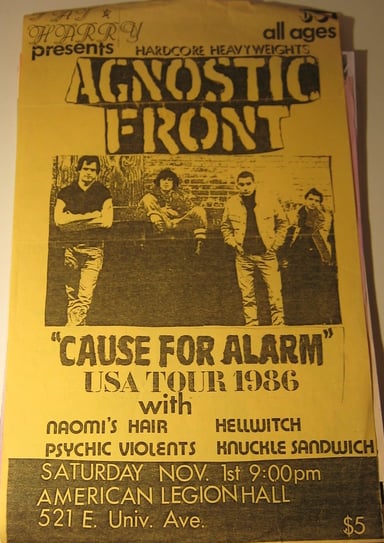 PAT &
HARRY
presents
all ages
HARDCORE HEAVYWEIGHTS
AGNOSTIC
FRONT
"CAUSE FOR ALARM"
USA TOUR 1986
with
NAOMI'S HAIR HELLWITCH
PSYCHIC VIOLENTS KNUCKLE SANDWICH
SATURDAY NOV. 1st 9:00pm
AMERICAN LEGION HALL
521 E. Univ. Ave. $5